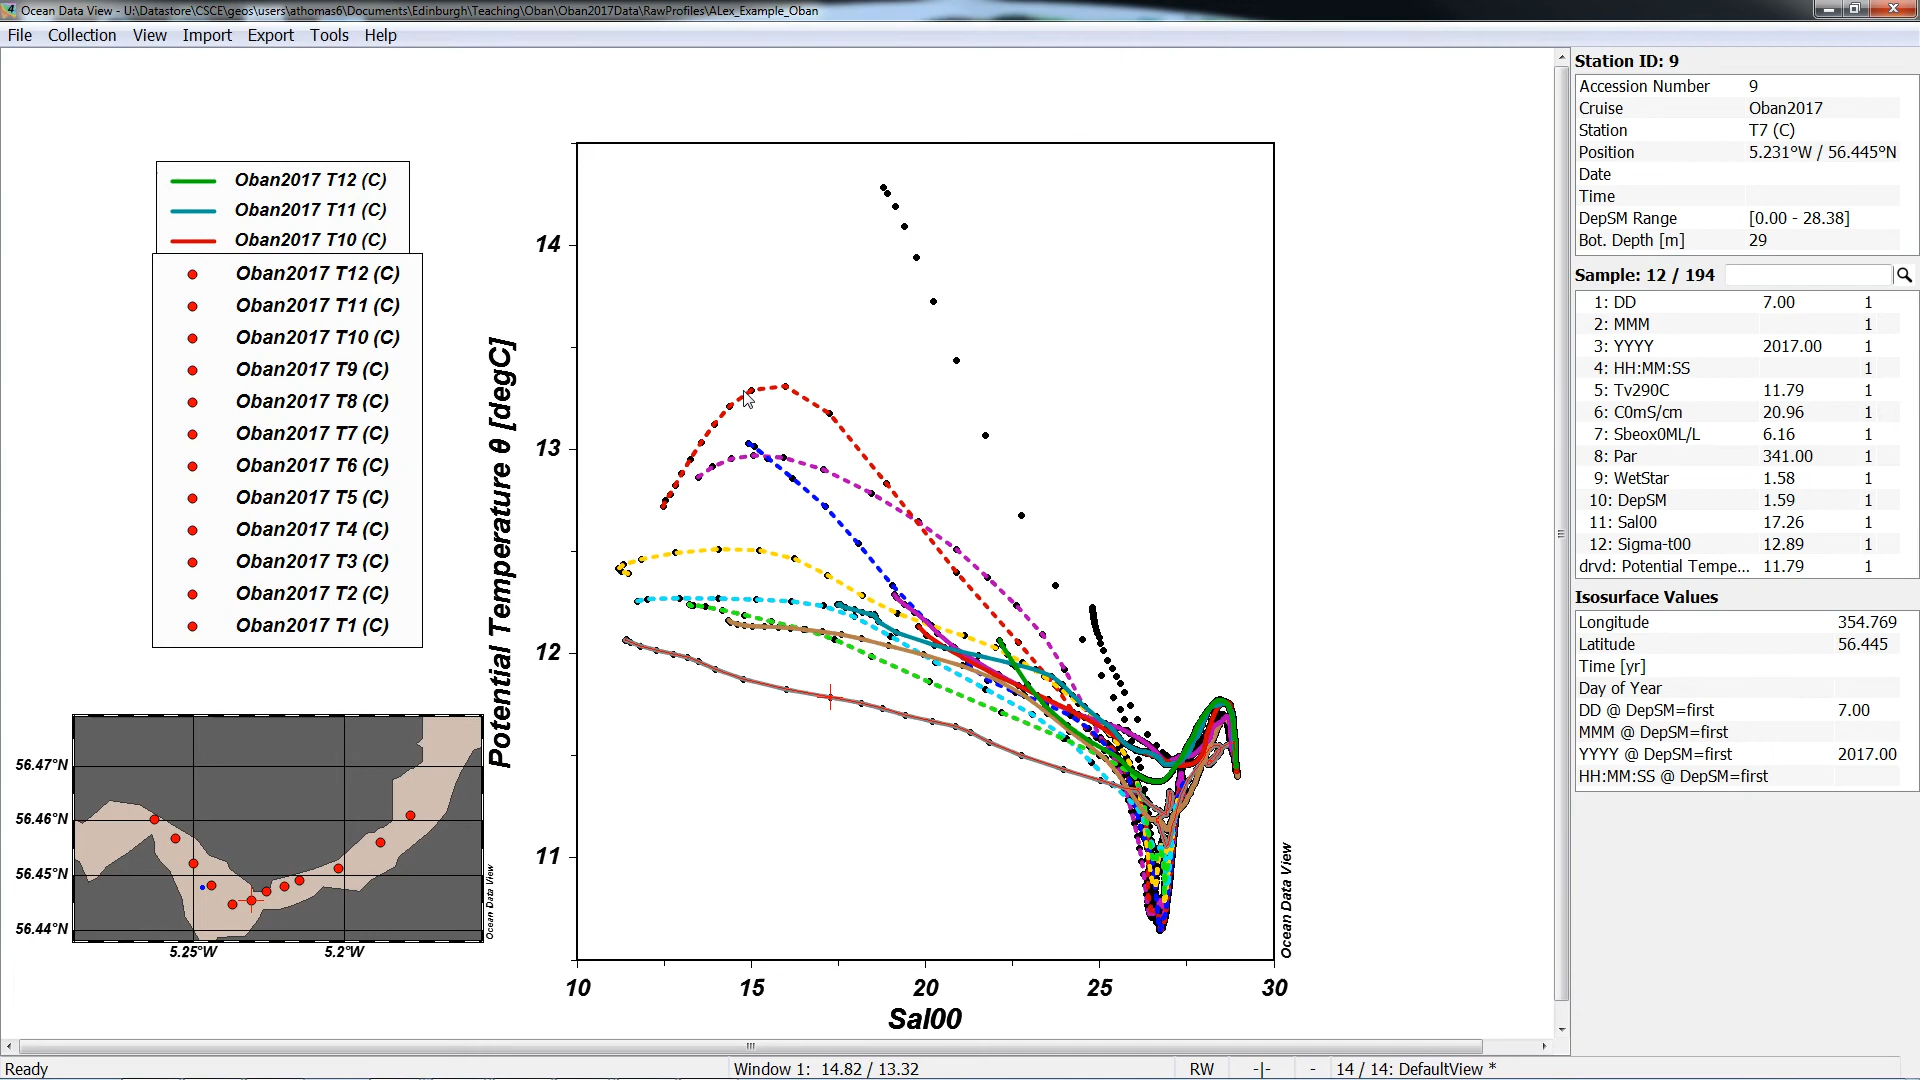 Ocean Data View - U:\Datastore\CSCE\geos\users\athomas6\Documents\Edinburgh\Teaching\Oban\Oban2017Data\RawProfiles\ALex_Example_Oban
File Collection View Import Export Tools Help
Oban2017 T12 (C)
Oban2017 T11 (C)
Oban2017 T10 (C)
Oban2017 T12 (C)
Oban2017 T11 (C)
Oban2017 T10 (C)
Oban2017 T9 (C)
Oban2017 T8 (C)
Oban2017 T7 (C)
Oban2017 T6 (C)
Oban2017 T5 (C)
Oban2017 T4 (C)
Oban2017 T3 (C)
Oban2017 T2 (C)
Oban2017 T1 (C)
56.47°N
56.46°N
56.45°N
56.44°N
5.25°W 5.2°W
Ocean Data View
Potential Temperature θ [degC]
14
13
12
11
10 15 20 25 30
Sal00
Ocean Data View
Station ID: 9
Accession Number 9
Cruise Oban2017
Station T7 (C)
Position 5.231ºW / 56.445ºN
Date
Time
DepSM Range [0.00 - 28.38]
Bot. Depth [m] 29
Sample: 12 / 194
1: DD 7.00 1
2: MMM 1
3: YYYY 2017.00 1
4: HH:MM:SS 1
5: Tv290C 11.79 1
6: C0mS/cm 20.96 1
7: Sbeox0ML/L 6.16 1
8: Par 341.00 1
9: WetStar 1.58 1
10: DepSM 1.59 1
11: Sal00 17.26 1
12: Sigma-t00 12.89 1
drvd: Potential Tempe... 11.79 1
Isosurface Values
Longitude 354.769
Latitude 56.445
Time [yr]
Day of Year
DD @ DepSM=first 7.00
MMM @ DepSM=first
YYYY @ DepSM=first 2017.00
HH:MM:SS @ DepSM=first
Ready Window 1: 14.82 / 13.32 RW -|- - 14 / 14: DefaultView *